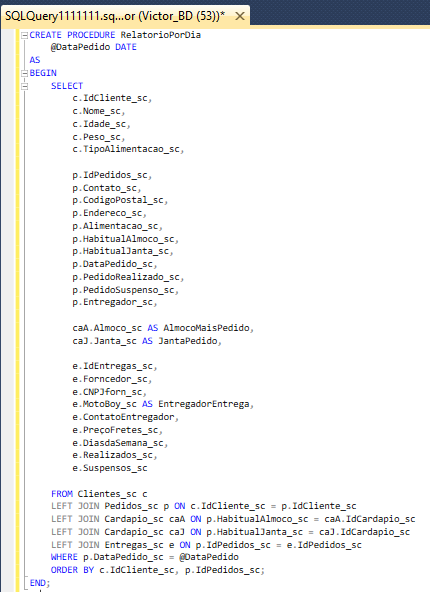 SQLQuery1111111.sq...or (Victor_BD (53))*
CREATE PROCEDURE RelatorioPorDia
@DataPedido DATE
AS
BEGIN
SELECT
c.IdCliente_sc,
c.Nome_sc,
c.Idade_sc,
c.Peso_sc,
c.TipoAlimentacao_sc,
p.IdPedidos_sc,
p.Contato_sc,
p.CodigoPostal_sc,
p.Endereco_sc,
p.Alimentacao_sc,
p.HabitualAlmoco_sc,
p.HabitualJanta_sc,
p.DataPedido_sc,
p.PedidoRealizado_sc,
p.PedidoSuspenso_sc,
p.Entregador_sc,
caA.Almoco_sc AS AlmocoMaisPedido,
caJ.Janta_sc AS JantaPedido,
e.IdEntregas_sc,
e.Forncedor_sc,
e.CNPJforn_sc,
e.MotoBoy_sc AS EntregadorEntrega,
e.ContatoEntregador,
e.PreçoFretes_sc,
e.DiasdaSemana_sc,
e.Realizados_sc,
e.Suspensos_sc
FROM Clientes_sc c
LEFT JOIN Pedidos_sc p ON c.IdCliente_sc = p.IdCliente_sc
LEFT JOIN Cardapio_sc caA ON p.HabitualAlmoco_sc = caA.IdCardapio_sc
LEFT JOIN Cardapio_sc caJ ON p.HabitualJanta_sc = caJ.IdCardapio_sc
LEFT JOIN Entregas_sc e ON p.IdPedidos_sc = e.IdPedidos_sc
WHERE p.DataPedido_sc = @DataPedido
ORDER BY c.IdCliente_sc, p.IdPedidos_sc;
END;